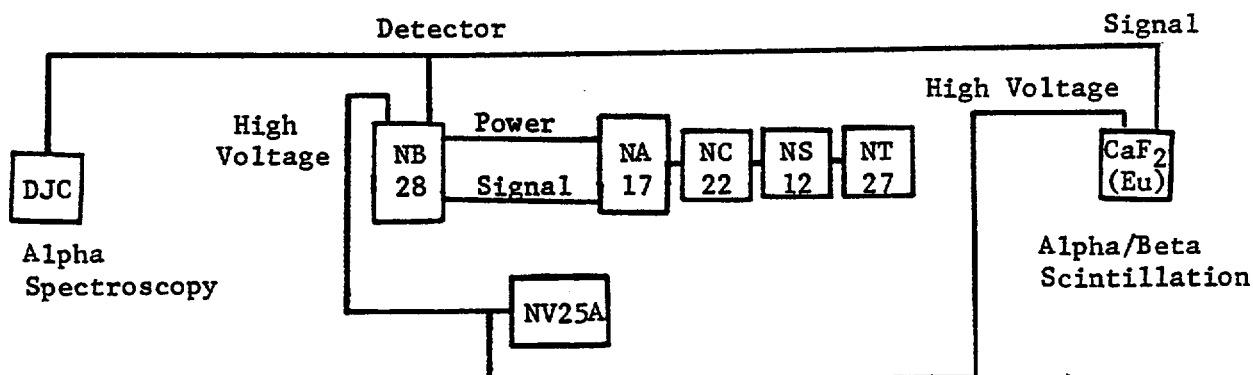 Detector
Signal
High Voltage
High
Voltage
Power
Signal
DJC
NB
28
NA
17
NC
22
NS
12
NT
27
CaF2
(Eu)
Alpha
Spectroscopy
Alpha/Beta
Scintillation
NV25A